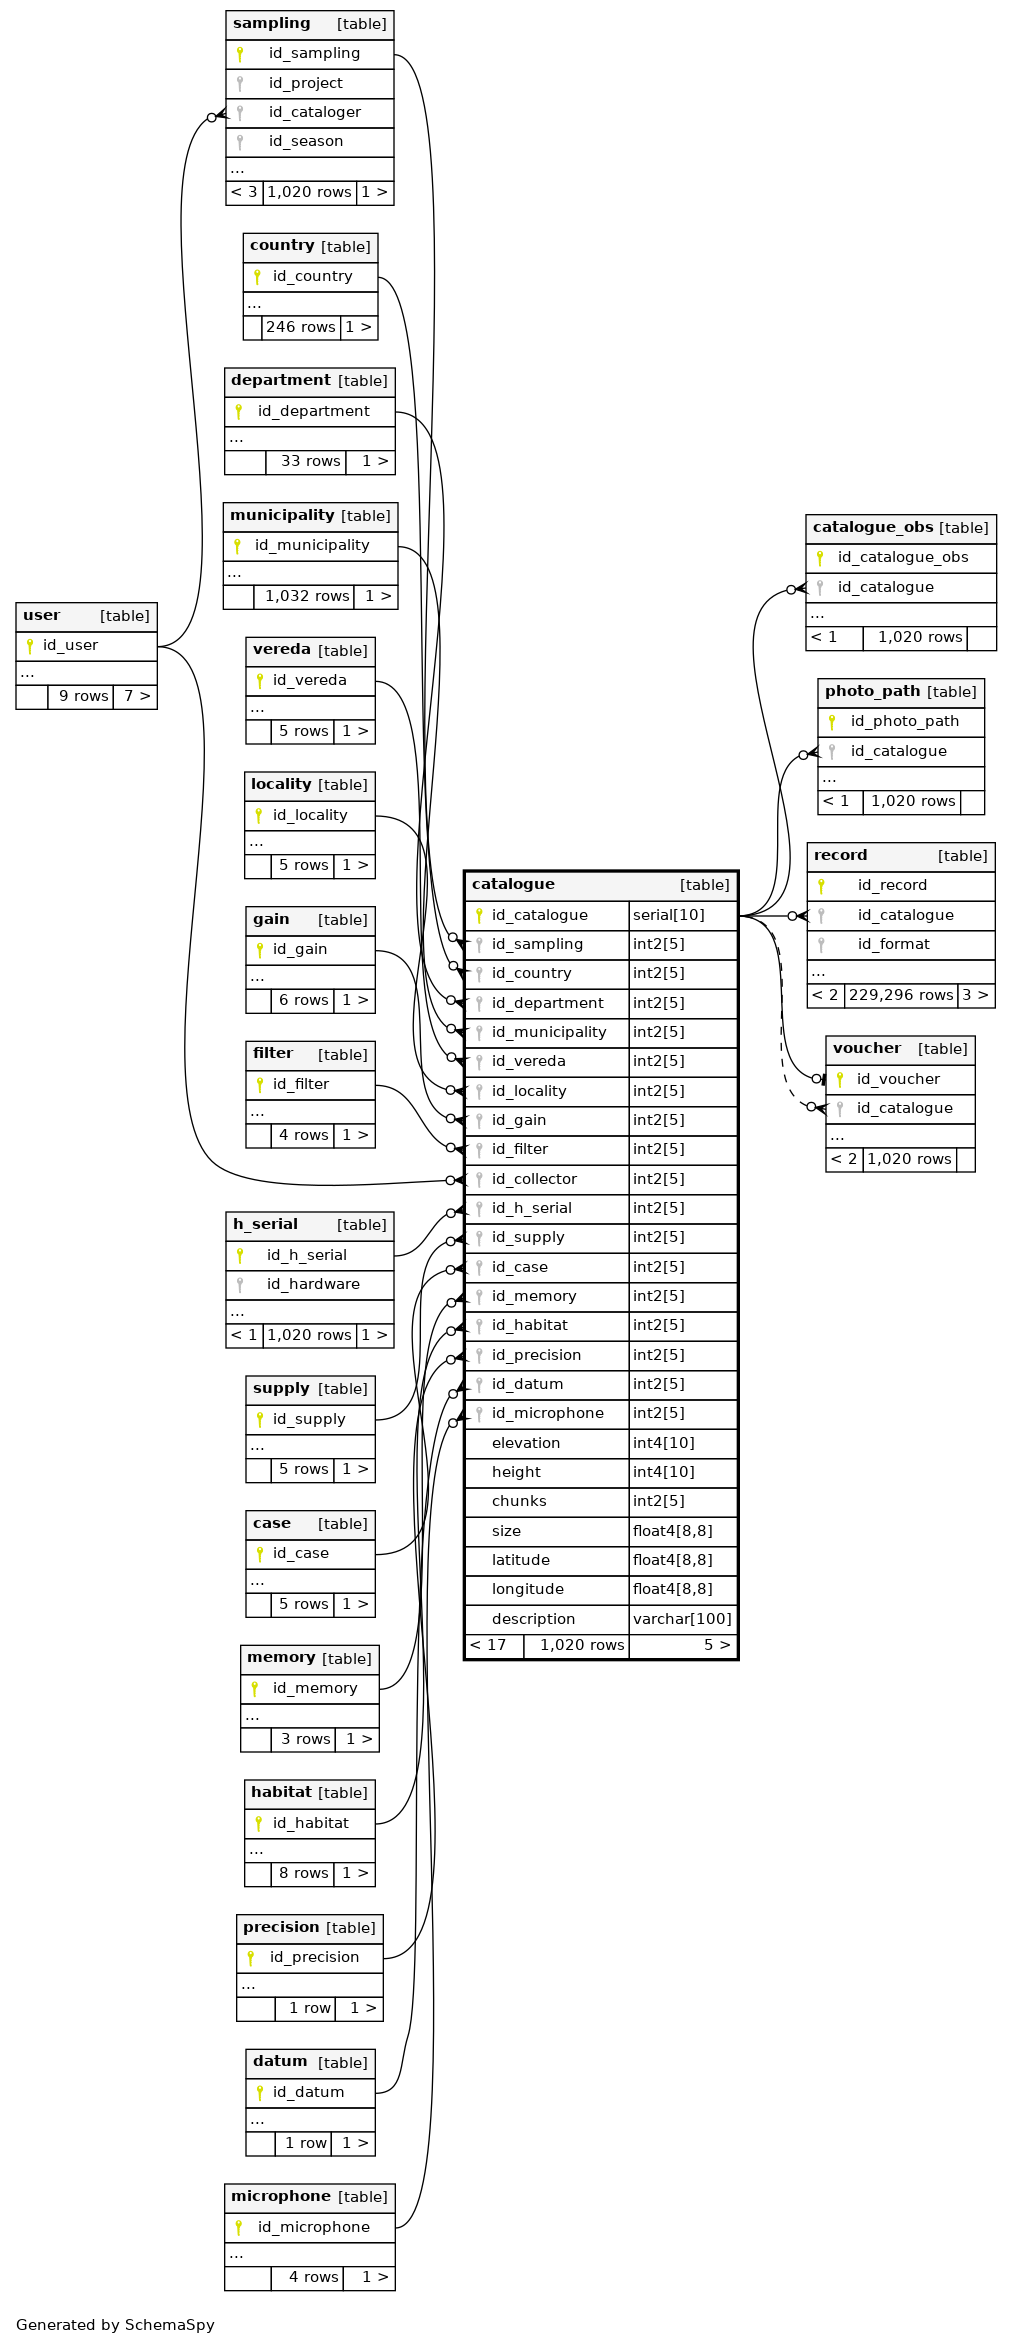 sampling [table]
id_sampling
id_project
id_cataloger
id_season
...
< 3 1,020 rows 1 >
country [table]
id_country
...
246 rows 1 >
department [table]
id_department
...
33 rows 1 >
municipality [table]
id_municipality
...
1,032 rows 1 >
user [table]
id_user
...
9 rows 7 >
vereda [table]
id_vereda
...
5 rows 1 >
locality [table]
id_locality
...
5 rows 1 >
gain [table]
id_gain
...
6 rows 1 >
filter [table]
id_filter
...
4 rows 1 >
h_serial [table]
id_h_serial
id_hardware
...
< 1 1,020 rows 1 >
supply [table]
id_supply
...
5 rows 1 >
case [table]
id_case
...
5 rows 1 >
memory [table]
id_memory
...
3 rows 1 >
habitat [table]
id_habitat
...
8 rows 1 >
precision [table]
id_precision
...
1 row 1 >
datum [table]
id_datum
...
1 row 1 >
microphone [table]
id_microphone
...
4 rows 1 >
catalogue [table]
id_catalogue serial[10]
id_sampling int2[5]
id_country int2[5]
id_department int2[5]
id_municipality int2[5]
id_vereda int2[5]
id_locality int2[5]
id_gain int2[5]
id_filter int2[5]
id_collector int2[5]
id_h_serial int2[5]
id_supply int2[5]
id_case int2[5]
id_memory int2[5]
id_habitat int2[5]
id_precision int2[5]
id_datum int2[5]
id_microphone int2[5]
elevation int4[10]
height int4[10]
chunks int2[5]
size float4[8,8]
latitude float4[8,8]
longitude float4[8,8]
description varchar[100]
< 17 1,020 rows 5 >
catalogue_obs [table]
id_catalogue_obs
id_catalogue
...
< 1 1,020 rows
photo_path [table]
id_photo_path
id_catalogue
...
< 1 1,020 rows
record [table]
id_record
id_catalogue
id_format
...
< 2 229,296 rows 3 >
voucher [table]
id_voucher
id_catalogue
...
< 2 1,020 rows
Generated by SchemaSpy